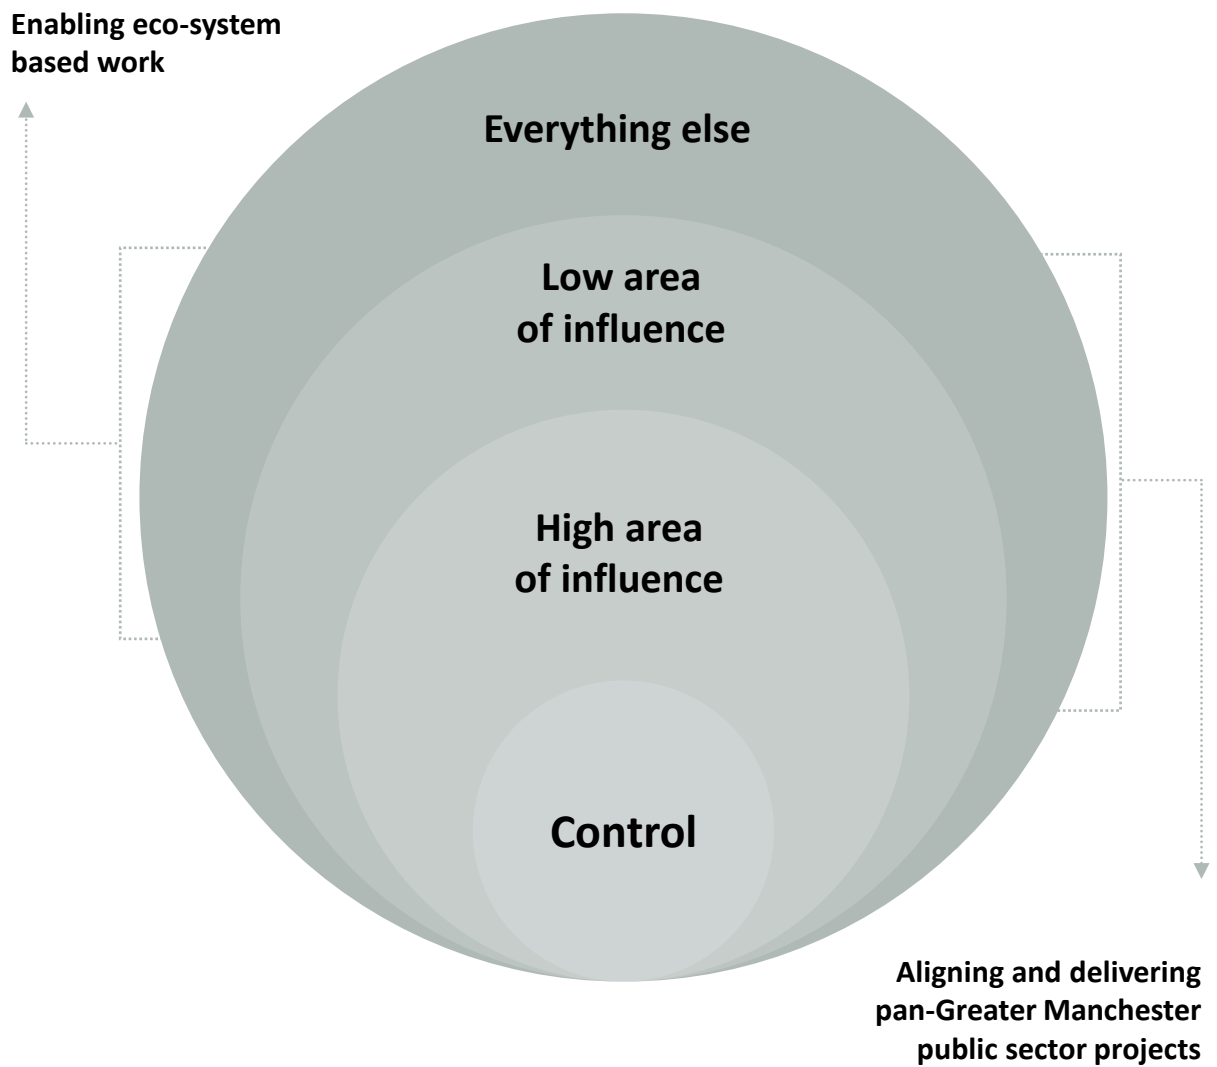 Enabling eco-system
based work
Everything else
Low area
of influence
High area
of influence
Control
Aligning and delivering
pan-Greater Manchester
public sector projects